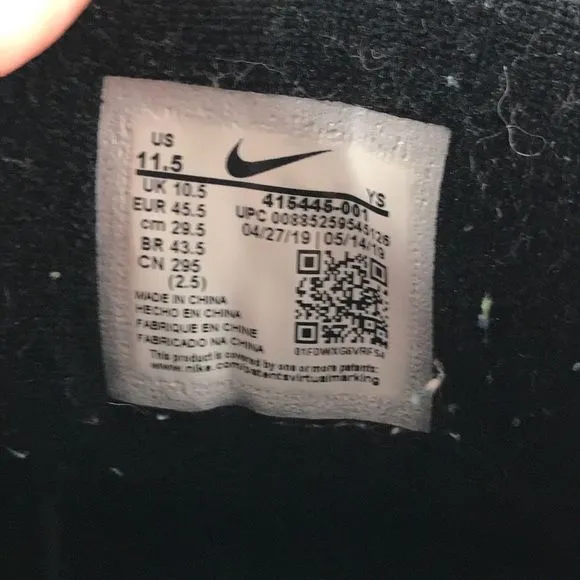 US
11.5
UK 10.5
EUR 45.5
cm 29.5
BR 43.5
CN 295
(2.5)
YS
415445-001
UPC 00885259545126
04/27/19 | 05/14/19
MADE IN CHINA
HECHO EN CHINA
FABRIQUE EN CHINE
FABRICADO NA CHINA
This product is covered by one or more patents:
www.nike.com/patentsvirtualmarking